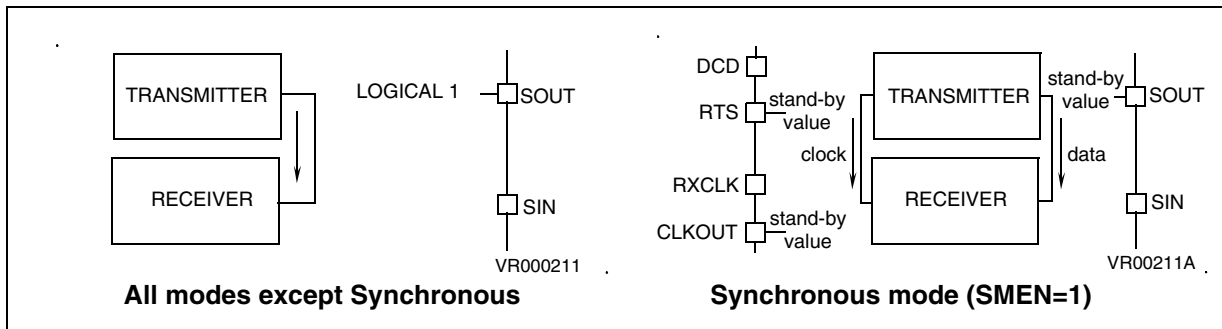 TRANSMITTER
RECEIVER
LOGICAL 1
SOUT
SIN
VR000211
All modes except Synchronous
DCD
RTS
stand-by
value
clock
RXCLK
CLKOUT
stand-by
value
TRANSMITTER
RECEIVER
data
stand-by
value
SOUT
SIN
VR00211A
Synchronous mode (SMEN=1)